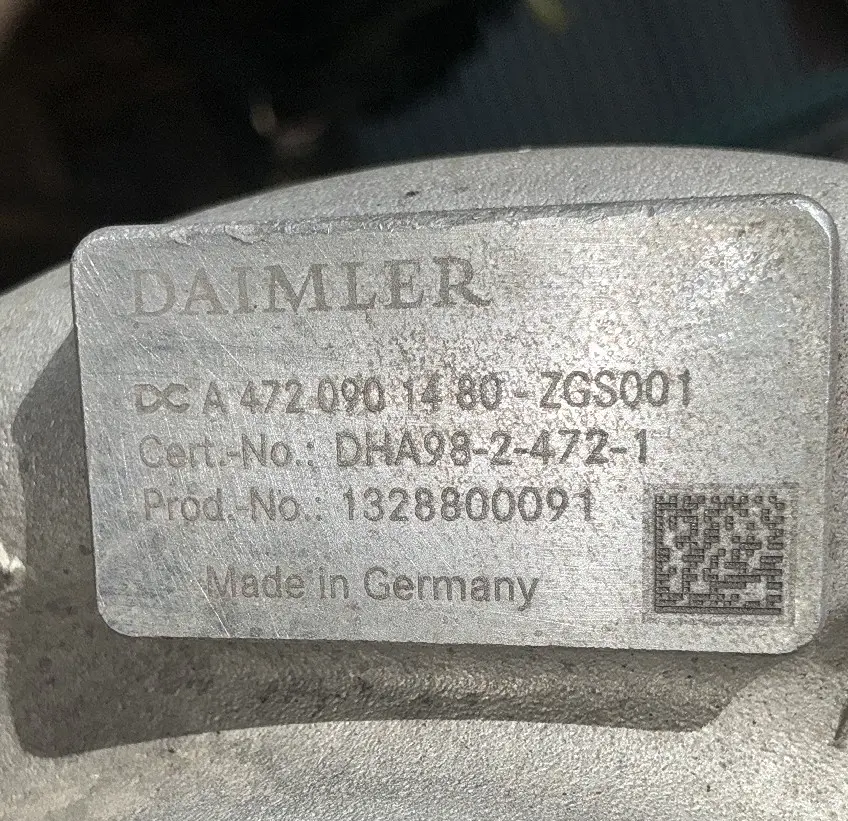 DAIMLER
DC A 472 090 14 80 - ZGS001
Cert.-No.: DHA98-2-472-1
Prod.-No.: 1328800091
Made in Germany